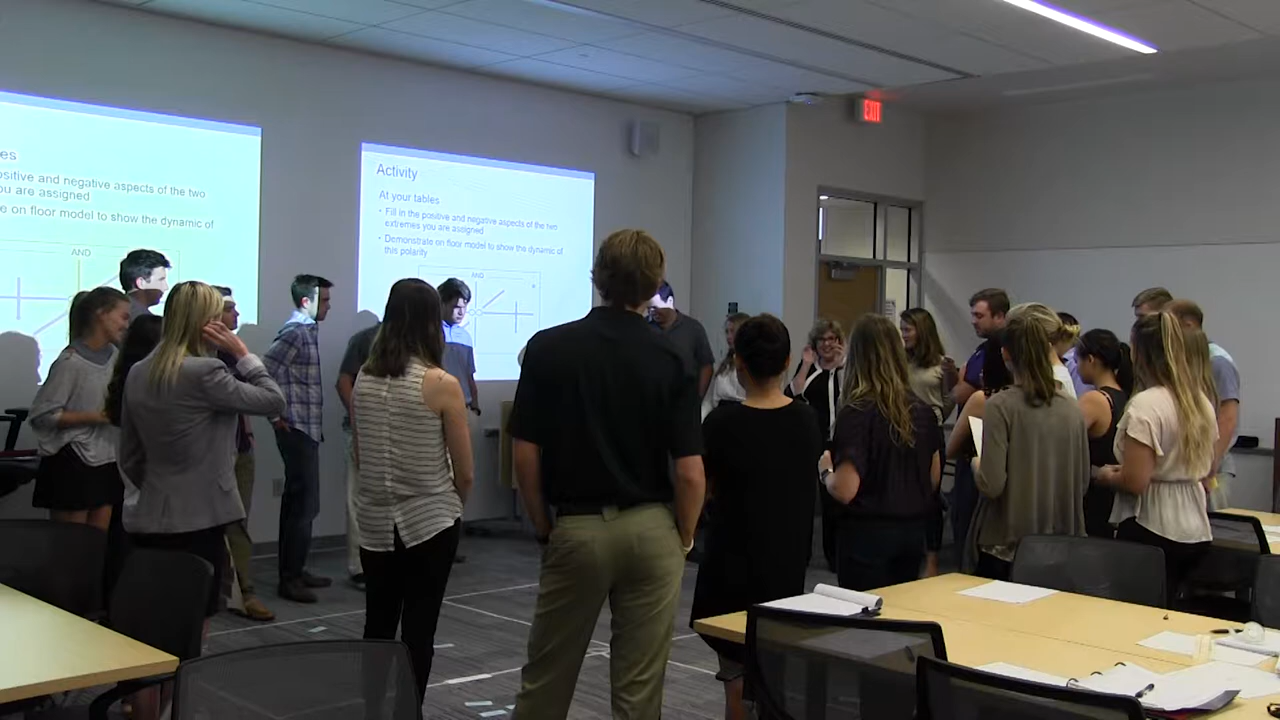 es
ositive and negative aspects of the two
ou are assigned
e on floor model to show the dynamic of
AND
Activity
At your tables
• Fill in the positive and negative aspects of the two
extremes you are assigned
• Demonstrate on floor model to show the dynamic of
this polarity
AND
EXIT